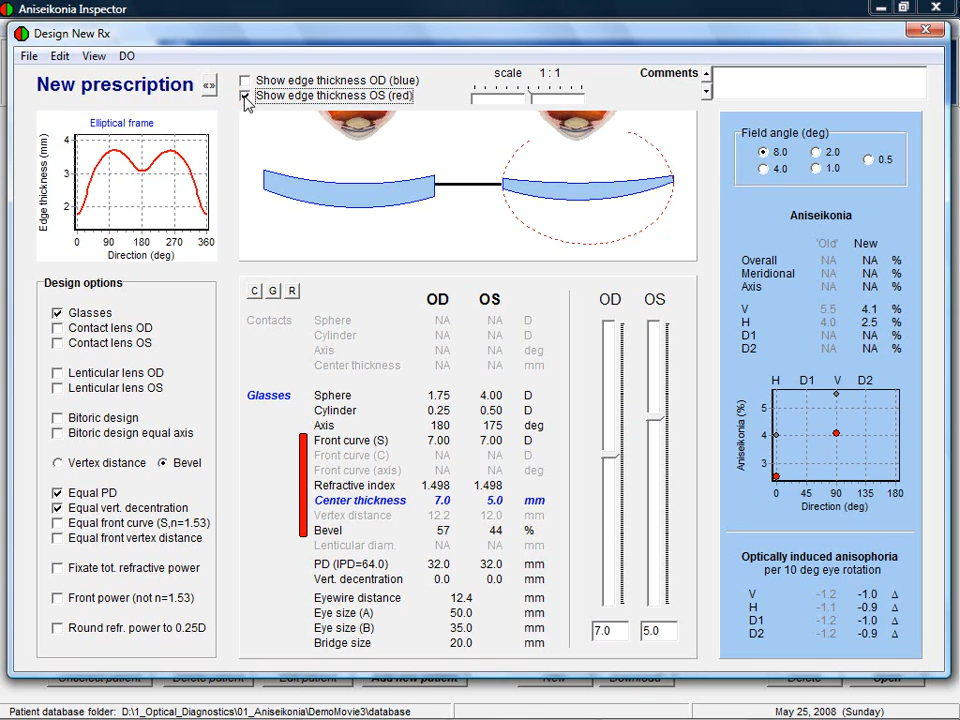 Aniseikonia Inspector
Design New Rx
File Edit View DO
New prescription «»
Show edge thickness OD (blue)
Show edge thickness OS (red)
scale 1 : 1
Comments
Elliptical frame
Edge thickness (mm)
4
3
2
0 90 180 270 360
Direction (deg)
Design options
Glasses
Contact lens OD
Contact lens OS
Lenticular lens OD
Lenticular lens OS
Bitoric design
Bitoric design equal axis
Vertex distance Bevel
Equal PD
Equal vert. decentration
Equal front curve (S,n=1.53)
Equal front vertex distance
Fixate tot. refractive power
Front power (not n=1.53)
Round refr. power to 0.25D
C G R
OD OS
Contacts Sphere NA NA D
Cylinder NA NA D
Axis NA NA deg
Center thickness NA NA mm
Glasses Sphere 1.75 4.00 D
Cylinder 0.25 0.50 D
Axis 180 175 deg
Front curve (S) 7.00 7.00 D
Front curve (C) NA NA D
Front curve (axis) NA NA deg
Refractive index 1.498 1.498
Center thickness 7.0 5.0 mm
Vertex distance 12.2 12.0 mm
Bevel 57 44 %
Lenticular diam. NA NA mm
PD (IPD=64.0) 32.0 32.0 mm
Vert. decentration 0.0 0.0 mm
Eyewire distance 12.4 mm
Eye size (A) 50.0 mm
Eye size (B) 35.0 mm
Bridge size 20.0 mm
OD OS
7.0 5.0
Field angle (deg)
8.0 2.0 0.5
4.0 1.0
Aniseikonia
'Old' New
Overall NA NA %
Meridional NA NA %
Axis NA NA %
V 5.5 4.1 %
H 4.0 2.5 %
D1 NA NA %
D2 NA NA %
H D1 V D2
Aniseikonia (%)
5
4
3
0 45 90 135 180
Direction (deg)
Optically induced anisophoria
per 10 deg eye rotation
V -1.2 -1.0 Δ
H -1.1 -0.9 Δ
D1 -1.2 -1.0 Δ
D2 -1.2 -0.9 Δ
Unselect patient Delete patient Edit patient Add new patient New Download Delete Open
Patient database folder: D:\1_Optical_Diagnostics\01_Aniseikonia\DemoMovie3\database May 25, 2008 (Sunday)